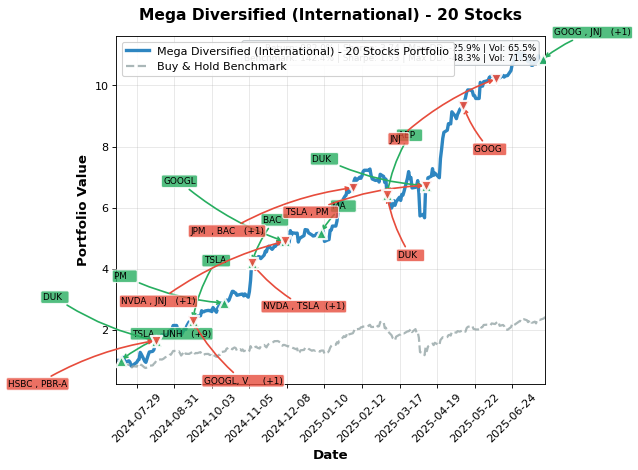 Mega Diversified (International) - 20 Stocks
GOOG , JNJ (+1)
Mega Diversified (International) - 20 Stocks Portfolio
Buy & Hold Benchmark
25.9% | Vol: 65.5%
48.3% | Vol: 71.5%
10
8
6
4
2
Portfolio Value
JNJ
GOOG
DUK
GOOGL
MA
TSLA , PM
BAC
JPM , BAC (+1)
DUK
TSLA
PM
DUK
NVDA , JNJ (+1)
NVDA , TSLA (+1)
TSLA , UNH (+9)
HSBC , PBR-A
GOOGL, V (+1)
2024-07-29
2024-08-31
2024-10-03
2024-11-05
2024-12-08
2025-01-10
2025-02-12
2025-03-17
2025-04-19
2025-05-22
2025-06-24
Date